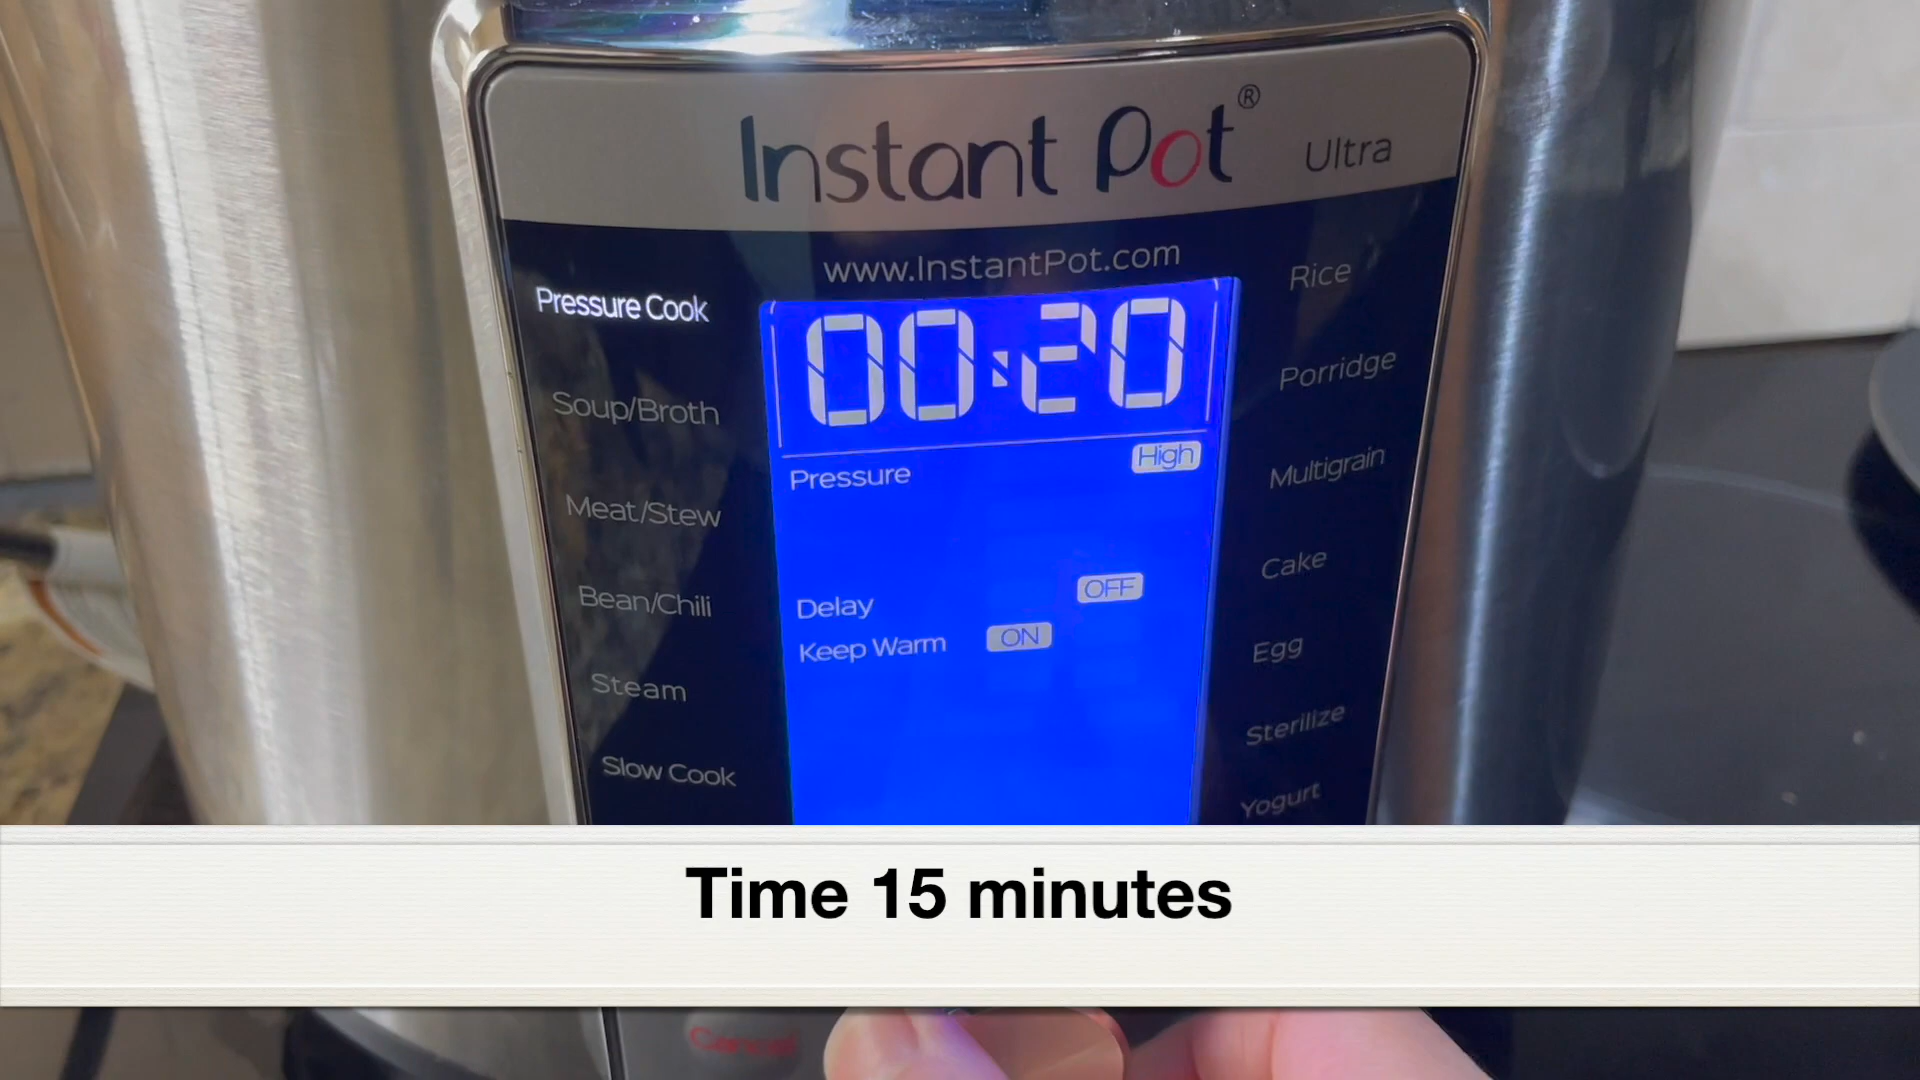 Instant Pot® Ultra
www.InstantPot.com
Pressure Cook
Soup/Broth
Meat/Stew
Bean/Chili
Steam
Slow Cook
00:20
Pressure High
Delay OFF
Keep Warm ON
Rice
Porridge
Multigrain
Cake
Egg
Sterilize
Yogurt
Time 15 minutes
Cancel